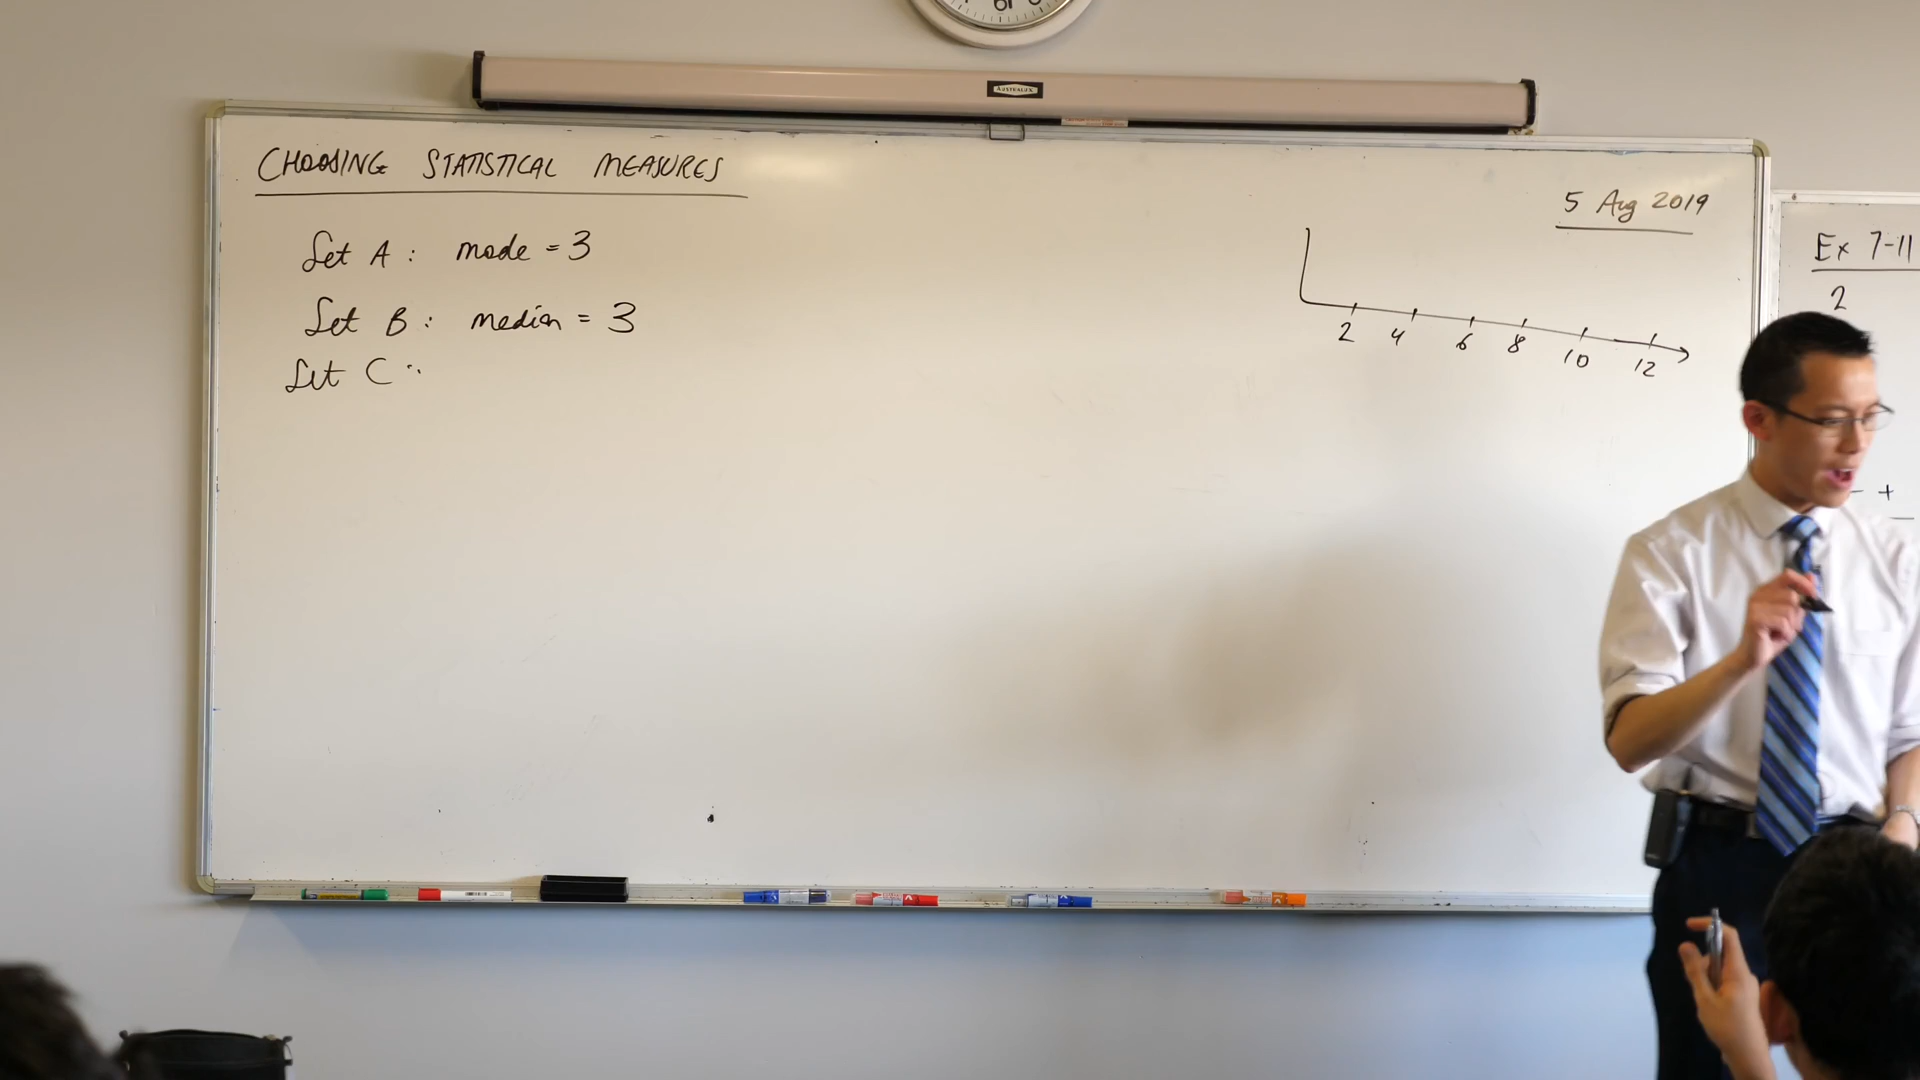 AUSTRALUX
CHOOSING STATISTICAL MEASURES
5 Aug 2019
Set A : mode = 3
Set B : median = 3
Set C :
2 4 6 8 10 12
Ex 7-11
2
- +